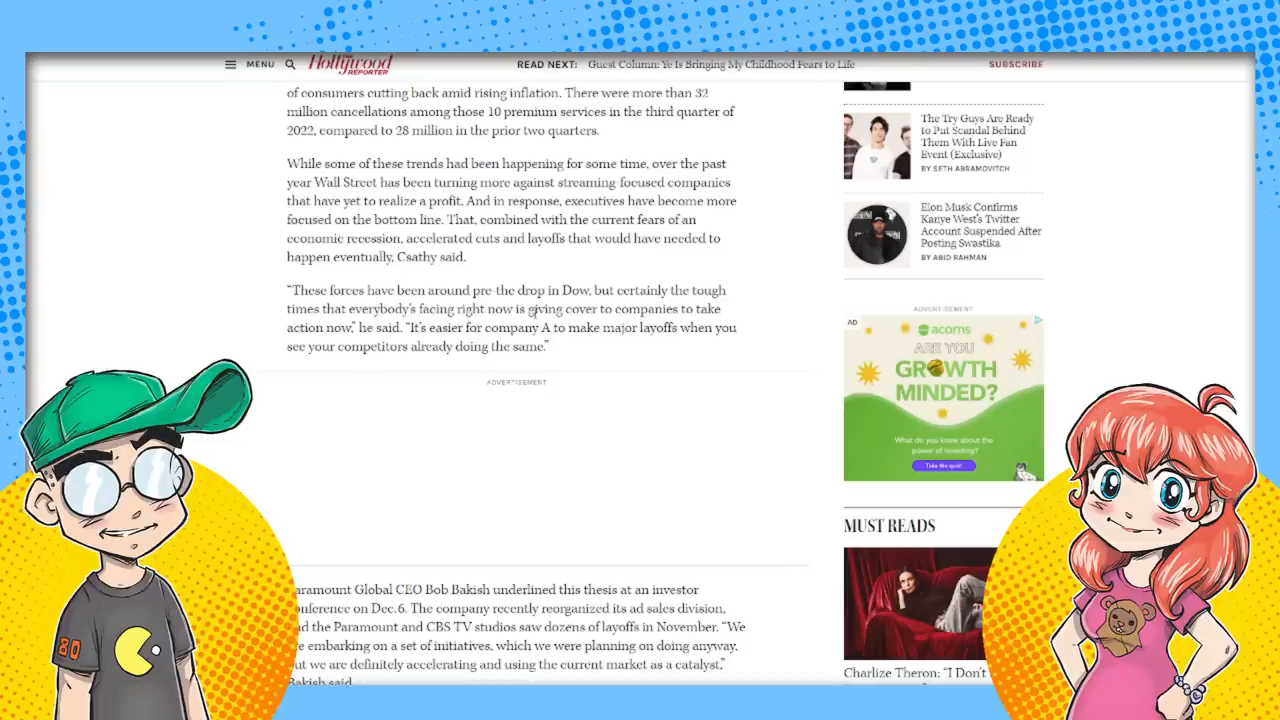 MENU
Hollywood
REPORTER
READ NEXT: Guest Column: Ye Is Bringing My Childhood Fears to Life
SUBSCRIBE
of consumers cutting back amid rising inflation. There were more than 32
million cancellations among those 10 premium services in the third quarter of
2022, compared to 28 million in the prior two quarters.
While some of these trends had been happening for some time, over the past
year Wall Street has been turning more against streaming-focused companies
that have yet to realize a profit. And in response, executives have become more
focused on the bottom line. That, combined with the current fears of an
economic recession, accelerated cuts and layoffs that would have needed to
happen eventually, Csathy said.
“These forces have been around pre-the drop in Dow, but certainly the tough
times that everybody’s facing right now is giving cover to companies to take
action now,” he said. “It’s easier for company A to make major layoffs when you
see your competitors already doing the same.”
ADVERTISEMENT
aramount Global CEO Bob Bakish underlined this thesis at an investor
onference on Dec. 6. The company recently reorganized its ad sales division,
d the Paramount and CBS TV studios saw dozens of layoffs in November. “We
e embarking on a set of initiatives, which we were planning on doing anyway.
ut we are definitely accelerating and using the current market as a catalyst,”
Bakish said.
The Try Guys Are Ready
to Put Scandal Behind
Them With Live Fan
Event (Exclusive)
BY SETH ABRAMOVITCH
Elon Musk Confirms
Kanye West’s Twitter
Account Suspended After
Posting Swastika
BY ABID RAHMAN
ADVERTISEMENT
AD
acorns
ARE YOU
GROWTH
MINDED?
What do you know about the
power of investing?
Take the quiz!
MUST READS
Charlize Theron: “I Don’t
80